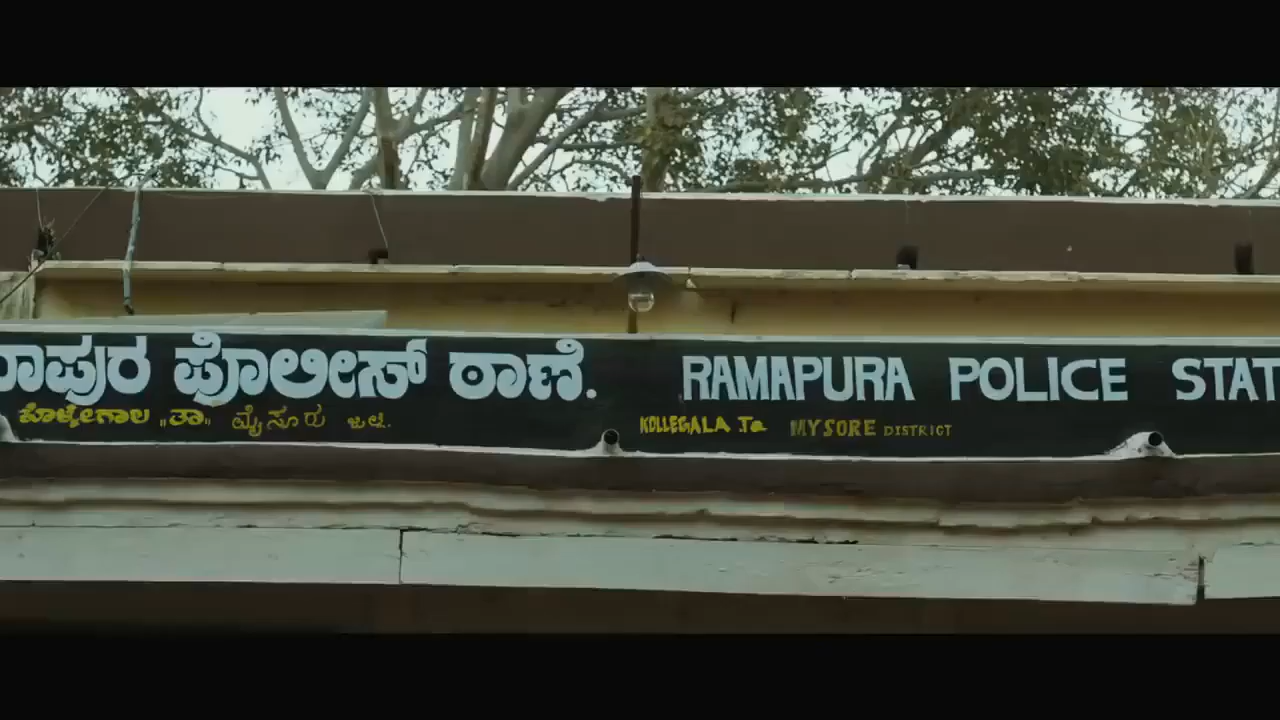 ರಾಪುರ ಪೊಲೀಸ್ ಠಾಣೆ. RAMAPURA POLICE STAT
ಕೊಳ್ಳೇಗಾಲ "ತಾ" ಮೈಸೂರು ಜಿಲ್ಲೆ. KOLLEGALA Ta MYSORE DISTRICT